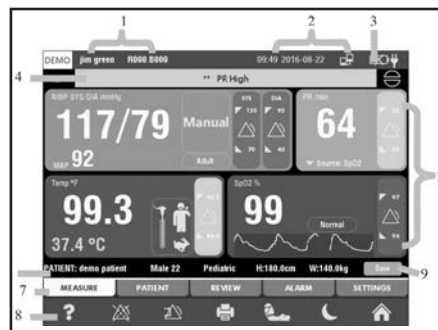 1 2 3
DEMO jim green R000 B000 09:49 2016-08-22
4 ** PR High
NIBP SYS/DIA mmHg SYS DIA PR /min
117/79 Manual 64
MAP 92 Adult Source: SpO2
Temp °F SpO2 %
99.3 99 97
37.4 °C Normal
PATIENT: demo patient Male 22 Pediatric H:180.0cm W:140.0kg Save 9
7 MEASURE PATIENT REVIEW ALARM SETTINGS
8 ?